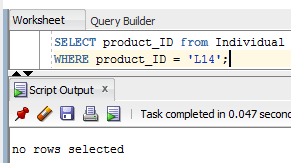 Worksheet Query Builder
SELECT product_ID from Individual
WHERE product_ID = 'L14';
Script Output x
Task completed in 0.047 second
no rows selected